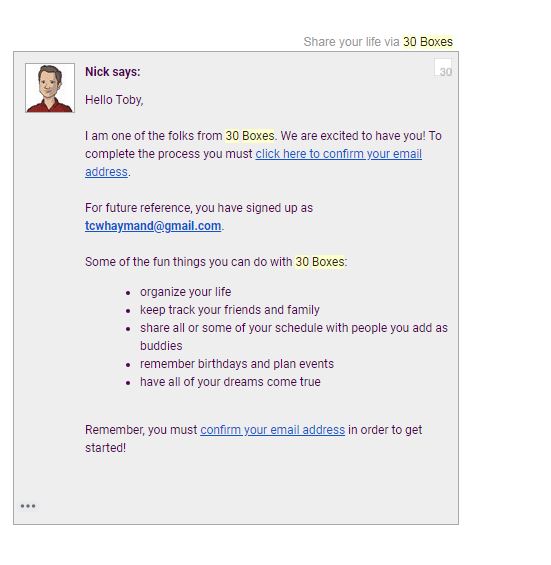 Share your life via 30 Boxes
Nick says:
30
Hello Toby,
I am one of the folks from 30 Boxes. We are excited to have you! To
complete the process you must click here to confirm your email
address.
For future reference, you have signed up as
tcwhaymand@gmail.com.
Some of the fun things you can do with 30 Boxes:
• organize your life
• keep track your friends and family
• share all or some of your schedule with people you add as
buddies
• remember birthdays and plan events
• have all of your dreams come true
Remember, you must confirm your email address in order to get
started!